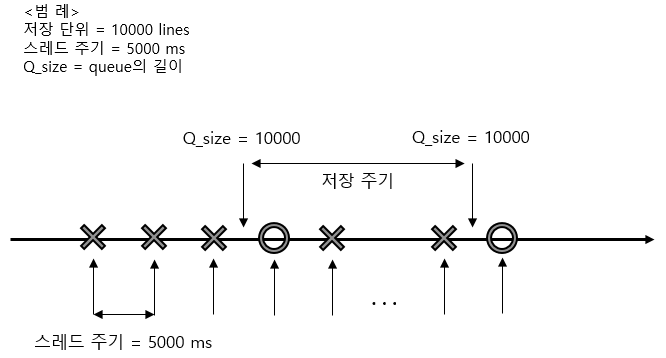 <범 례>
저장 단위 = 10000 lines
스레드 주기 = 5000 ms
Q_size = queue의 길이
Q_size = 10000
Q_size = 10000
저장 주기
...
스레드 주기 = 5000 ms